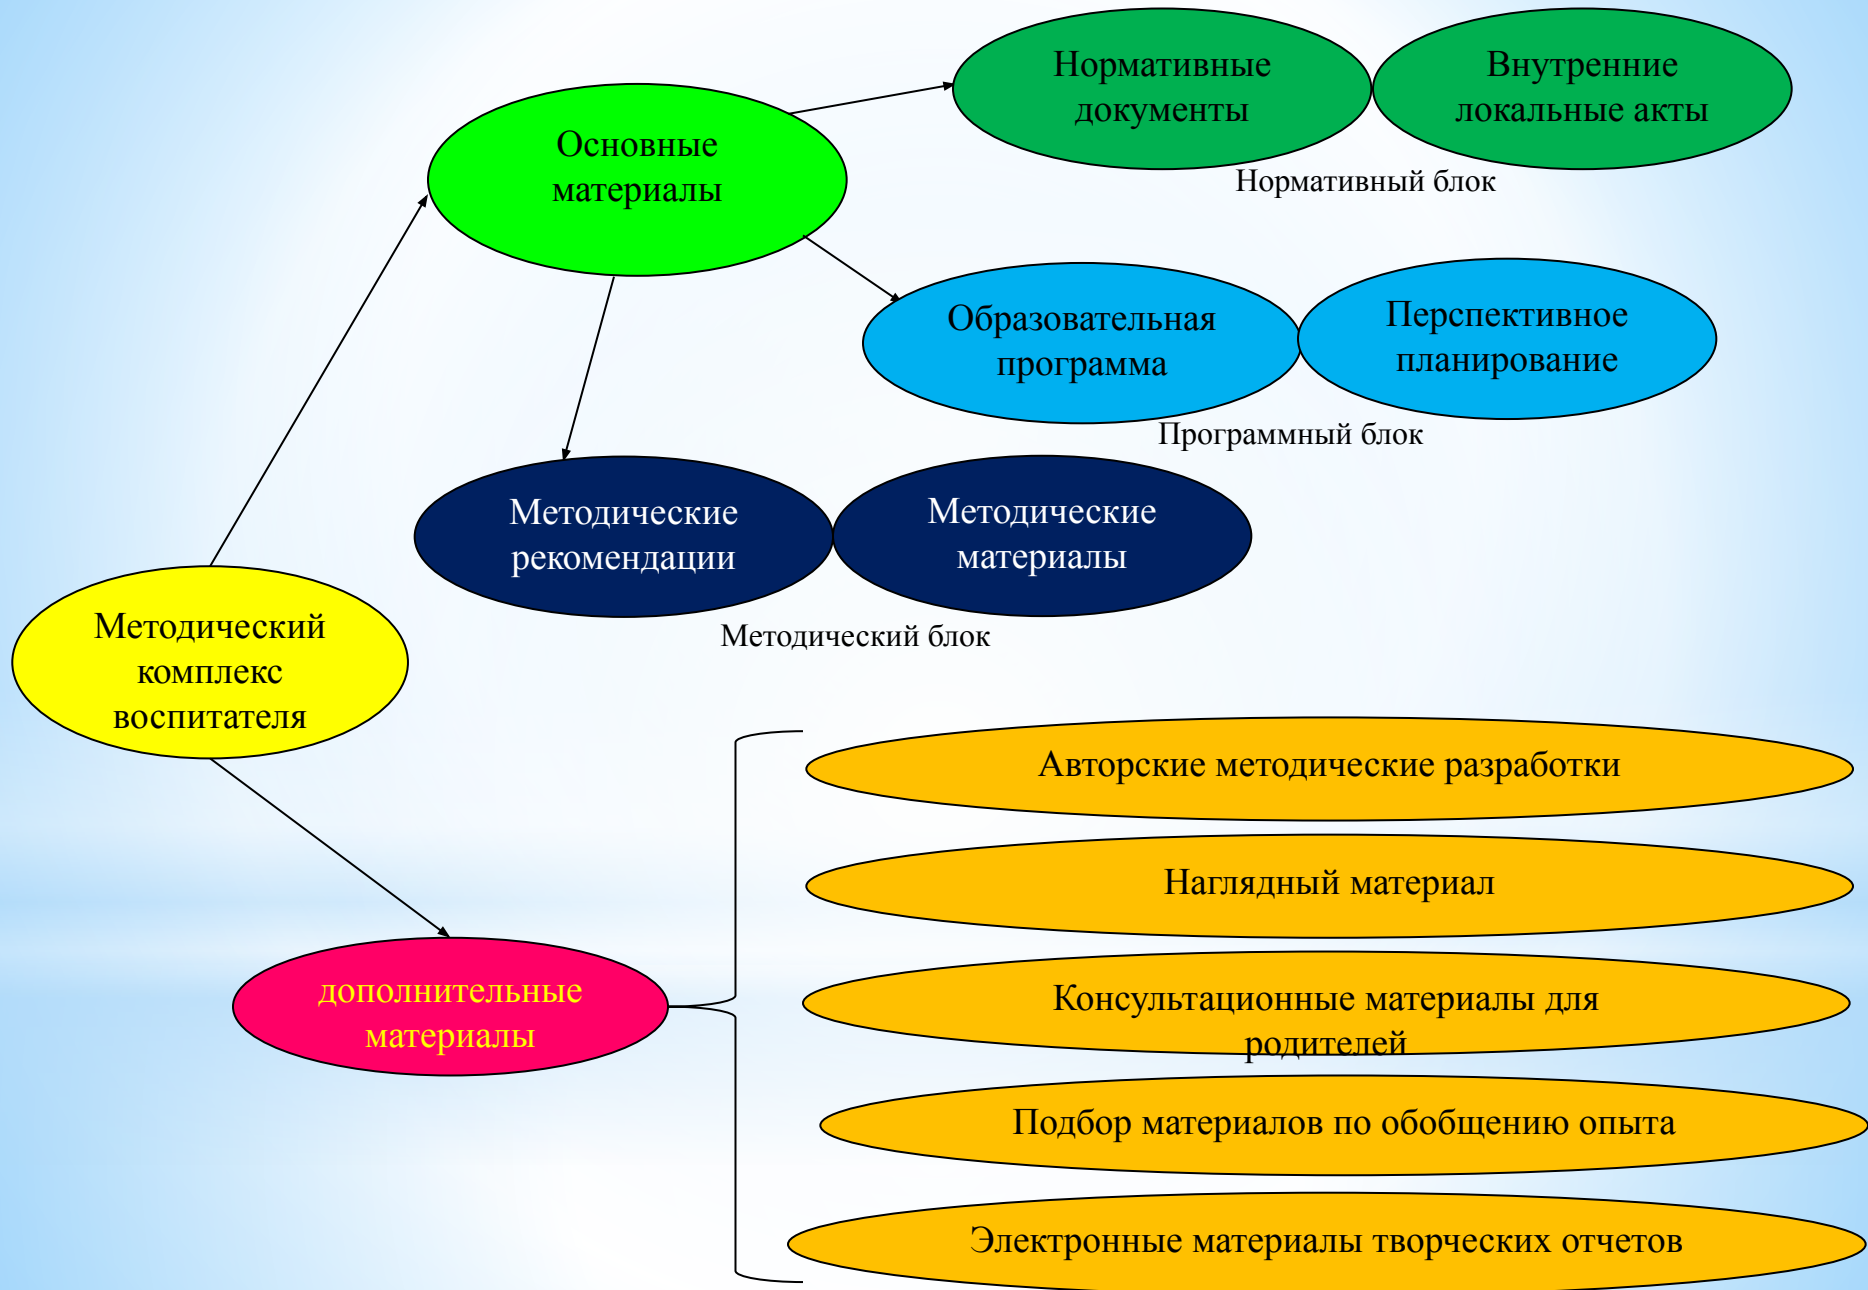 Нормативные
документы
Внутренние
локальные акты
Нормативный блок
Основные
материалы
Образовательная
программа
Перспективное
планирование
Программный блок
Методические
рекомендации
Методические
материалы
Методический блок
Методический
комплекс
воспитателя
дополнительные
материалы
Авторские методические разработки
Наглядный материал
Консультационные материалы для
родителей
Подбор материалов по обобщению опыта
Электронные материалы творческих отчетов